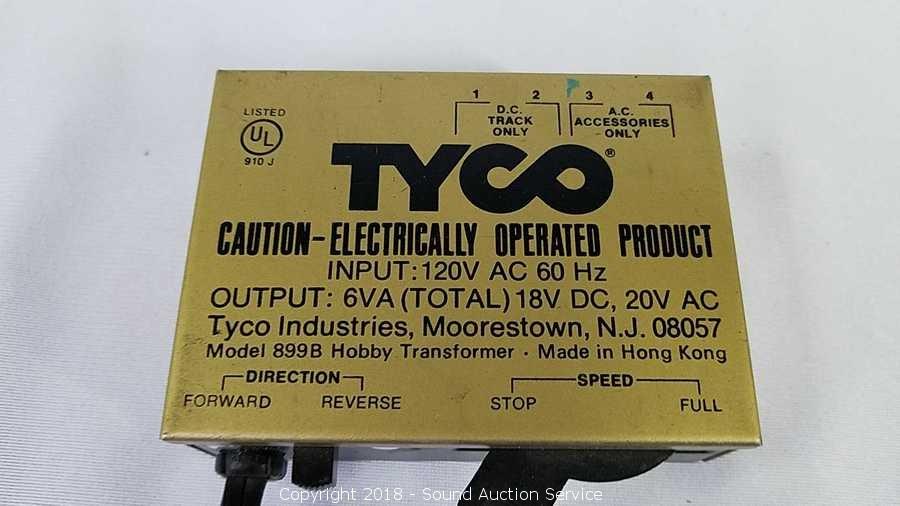 LISTED
UL
910 J
1 2 3 4
D.C. TRACK ONLY
A.C. ACCESSORIES ONLY
TYCO®
CAUTION-ELECTRICALLY OPERATED PRODUCT
INPUT: 120V AC 60 Hz
OUTPUT: 6VA (TOTAL) 18V DC, 20V AC
Tyco Industries, Moorestown, N.J. 08057
Model 899B Hobby Transformer · Made in Hong Kong
DIRECTION
FORWARD REVERSE
SPEED
STOP FULL
Copyright 2018 - Sound Auction Service